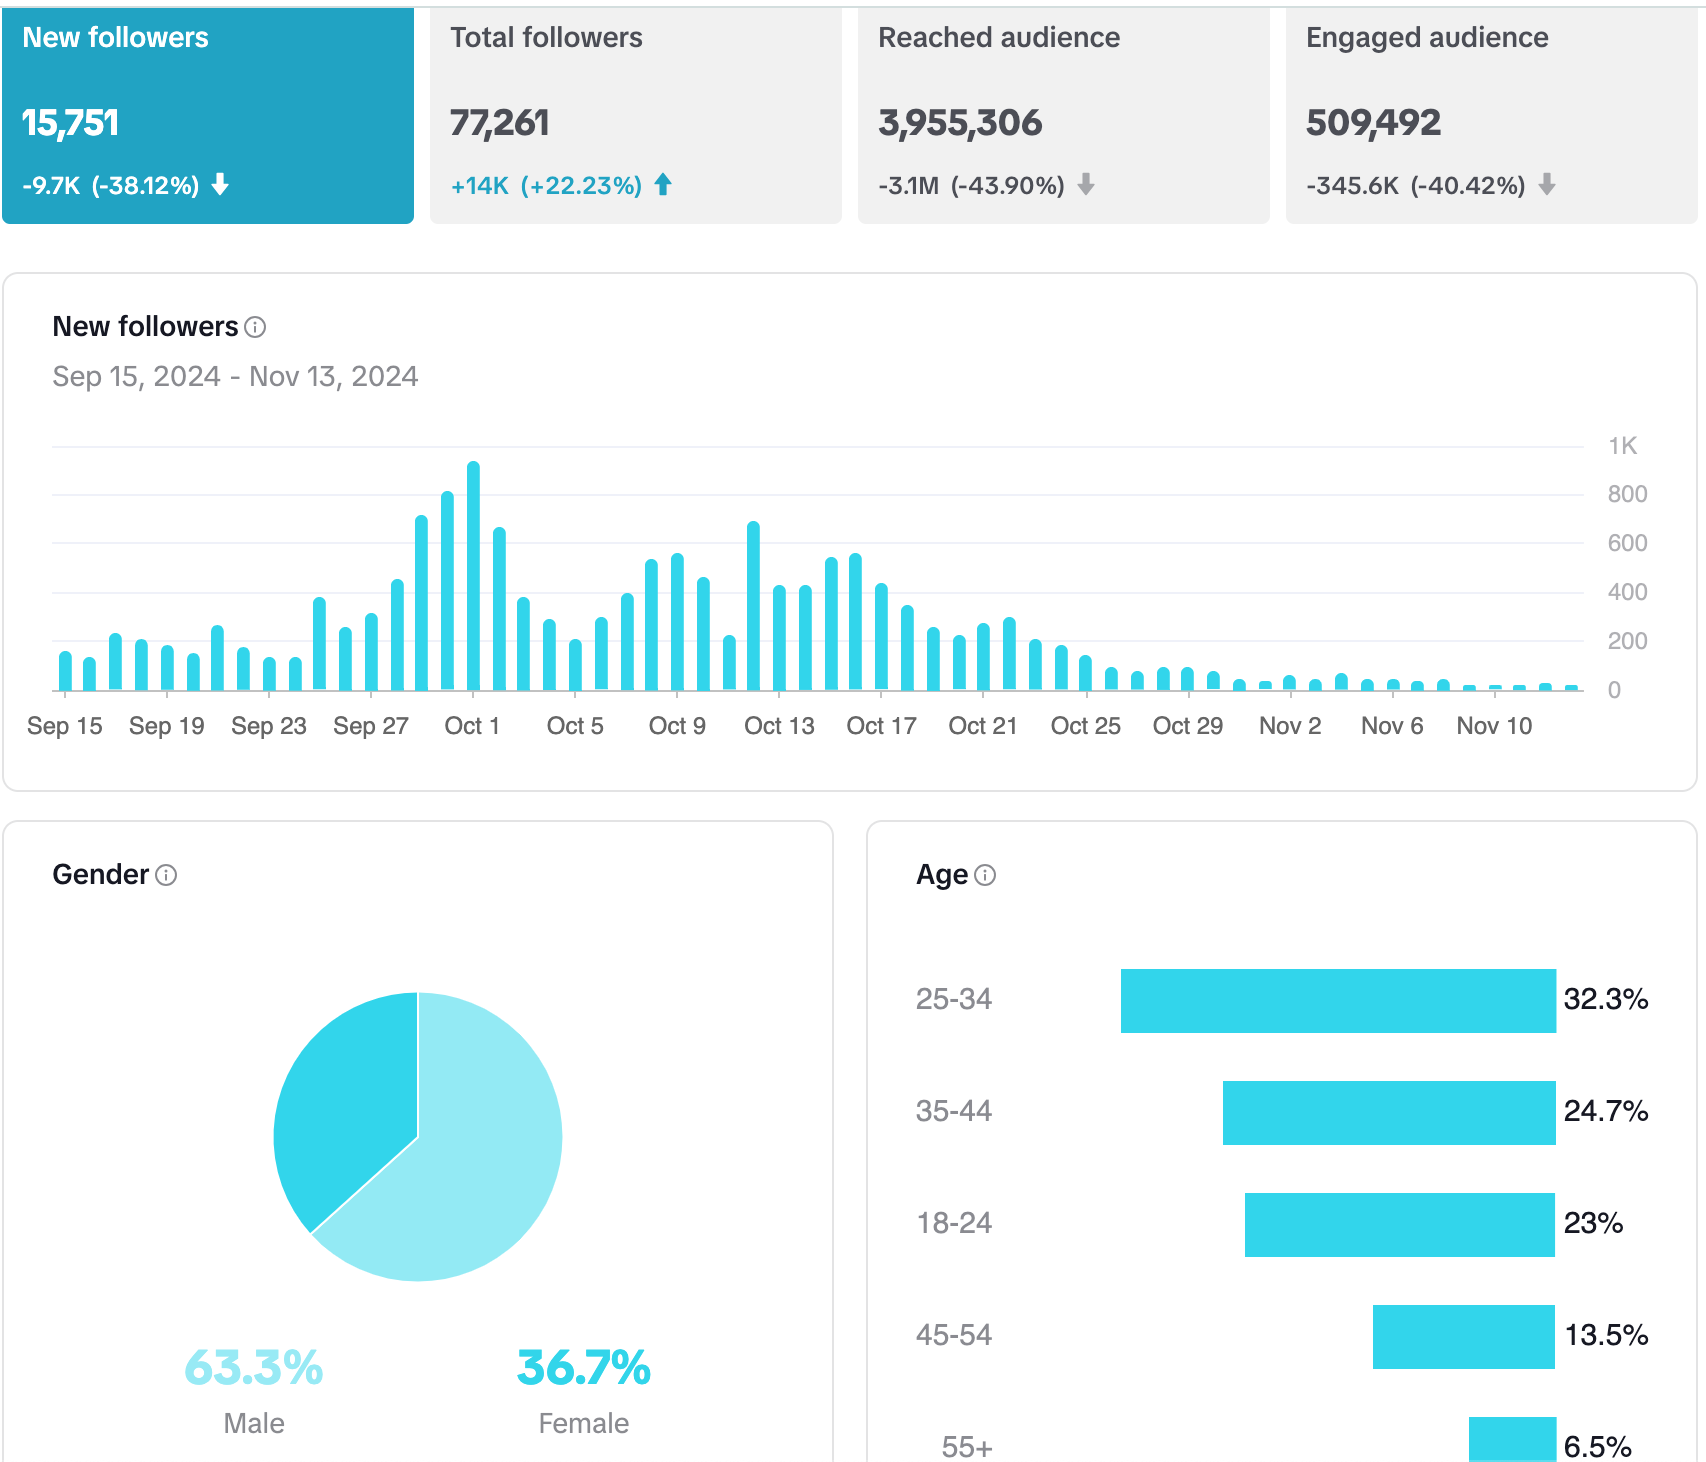 New followers
15,751
-9.7K (-38.12%)
Total followers
77,261
+14K (+22.23%)
Reached audience
3,955,306
-3.1M (-43.90%)
Engaged audience
509,492
-345.6K (-40.42%)
New followers
Sep 15, 2024 - Nov 13, 2024
1K
800
600
400
200
0
Sep 15 Sep 19 Sep 23 Sep 27 Oct 1 Oct 5 Oct 9 Oct 13 Oct 17 Oct 21 Oct 25 Oct 29 Nov 2 Nov 6 Nov 10
Gender
63.3% 36.7%
Male Female
Age
25-34 32.3%
35-44 24.7%
18-24 23%
45-54 13.5%
55+ 6.5%